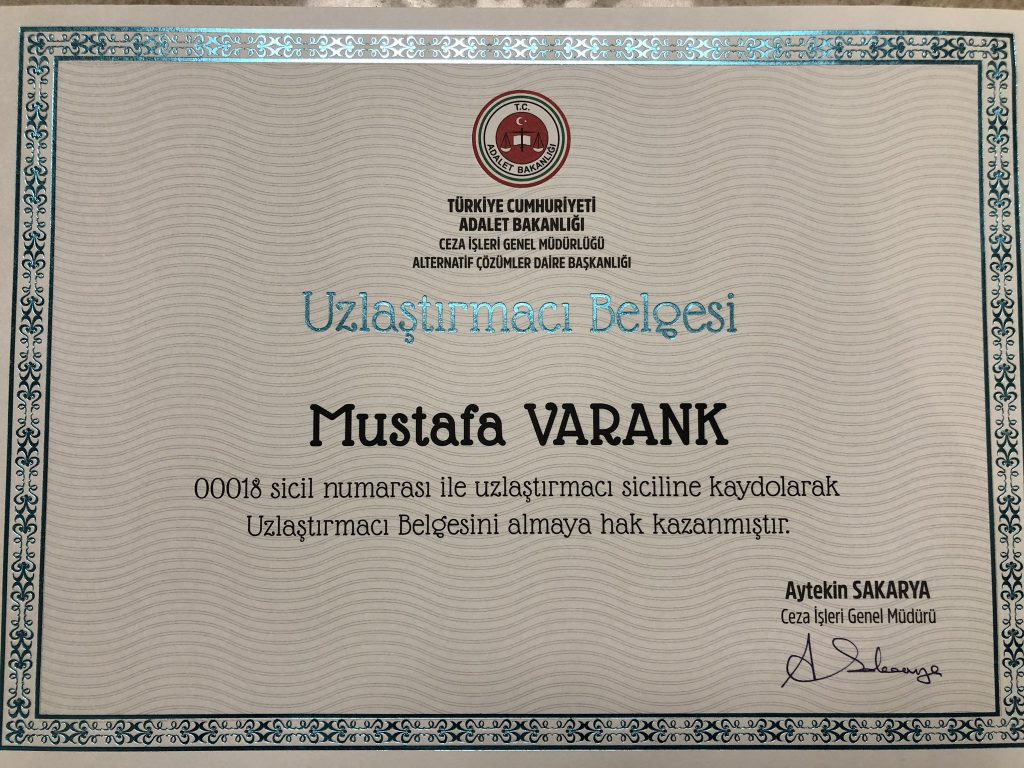 T.C.
ADALET BAKANLIĞI
TÜRKİYE CUMHURİYETİ
ADALET BAKANLIĞI
CEZA İŞLERİ GENEL MÜDÜRLÜĞÜ
ALTERNATİF ÇÖZÜMLER DAİRE BAŞKANLIĞI
Uzlaştırmacı Belgesi
Mustafa VARANK
00018 sicil numarası ile uzlaştırmacı siciline kaydolarak
Uzlaştırmacı Belgesini almaya hak kazanmıştır.
Aytekin SAKARYA
Ceza İşleri Genel Müdürü
A Sakarya